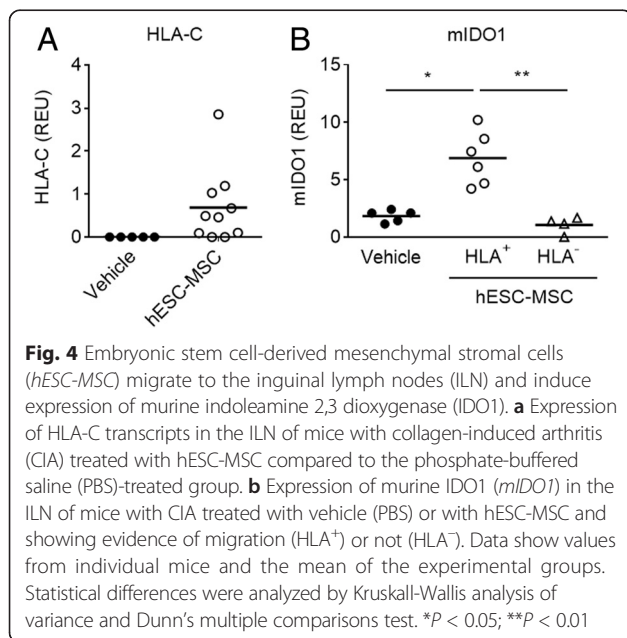 A
HLA-C
HLA-C (REU)
4
3
2
1
0
Vehicle
hESC-MSC
B
mIDO1
mIDO1 (REU)
15
10
5
0
* **
Vehicle HLA+ HLA-
hESC-MSC
Fig. 4 Embryonic stem cell-derived mesenchymal stromal cells
(hESC-MSC) migrate to the inguinal lymph nodes (ILN) and induce
expression of murine indoleamine 2,3 dioxygenase (IDO1). a Expression
of HLA-C transcripts in the ILN of mice with collagen-induced arthritis
(CIA) treated with hESC-MSC compared to the phosphate-buffered
saline (PBS)-treated group. b Expression of murine IDO1 (mIDO1) in the
ILN of mice with CIA treated with vehicle (PBS) or with hESC-MSC and
showing evidence of migration (HLA+) or not (HLA−). Data show values
from individual mice and the mean of the experimental groups.
Statistical differences were analyzed by Kruskall-Wallis analysis of
variance and Dunn's multiple comparisons test. *P < 0.05; **P < 0.01